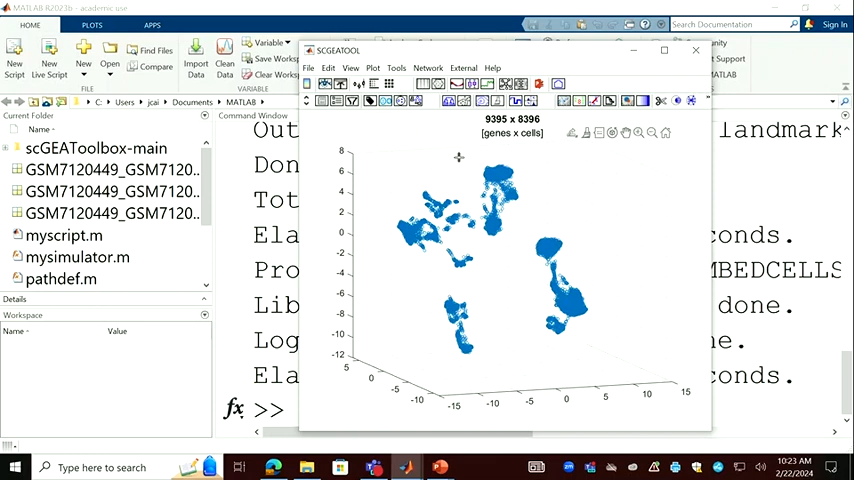 MATLAB R2023b - academic use
HOME PLOTS APPS
Search Documentation
Sign In
New Script
New Live Script
New
Open
Find Files
Compare
Import Data
Clean Data
Variable
Save Works
Clear Works
FILE
VARIABLE
Community
t Support
MATLAB
C: Users jcai Documents MATLAB
Current Folder
Name
scGEAToolbox-main
GSM7120449_GSM7120..
GSM7120449_GSM7120..
GSM7120449_GSM7120..
myscript.m
mysimulator.m
pathdef.m
Details
Workspace
Name Value
Command Window
Out landmark
Don
Tot
Ela conds.
Pro MBEDCELLS
Lib done.
Log ne.
Ela conds.
fx >>
SCGEATOOL
File Edit View Plot Tools Network External Help
9395 x 8396
[genes x cells]
8
6
4
2
0
-2
-4
-6
-8
-10
-12
5
0
-5
-10
-15
-10
-5
0
5
10
15
Type here to search
10:23 AM
2/22/2024